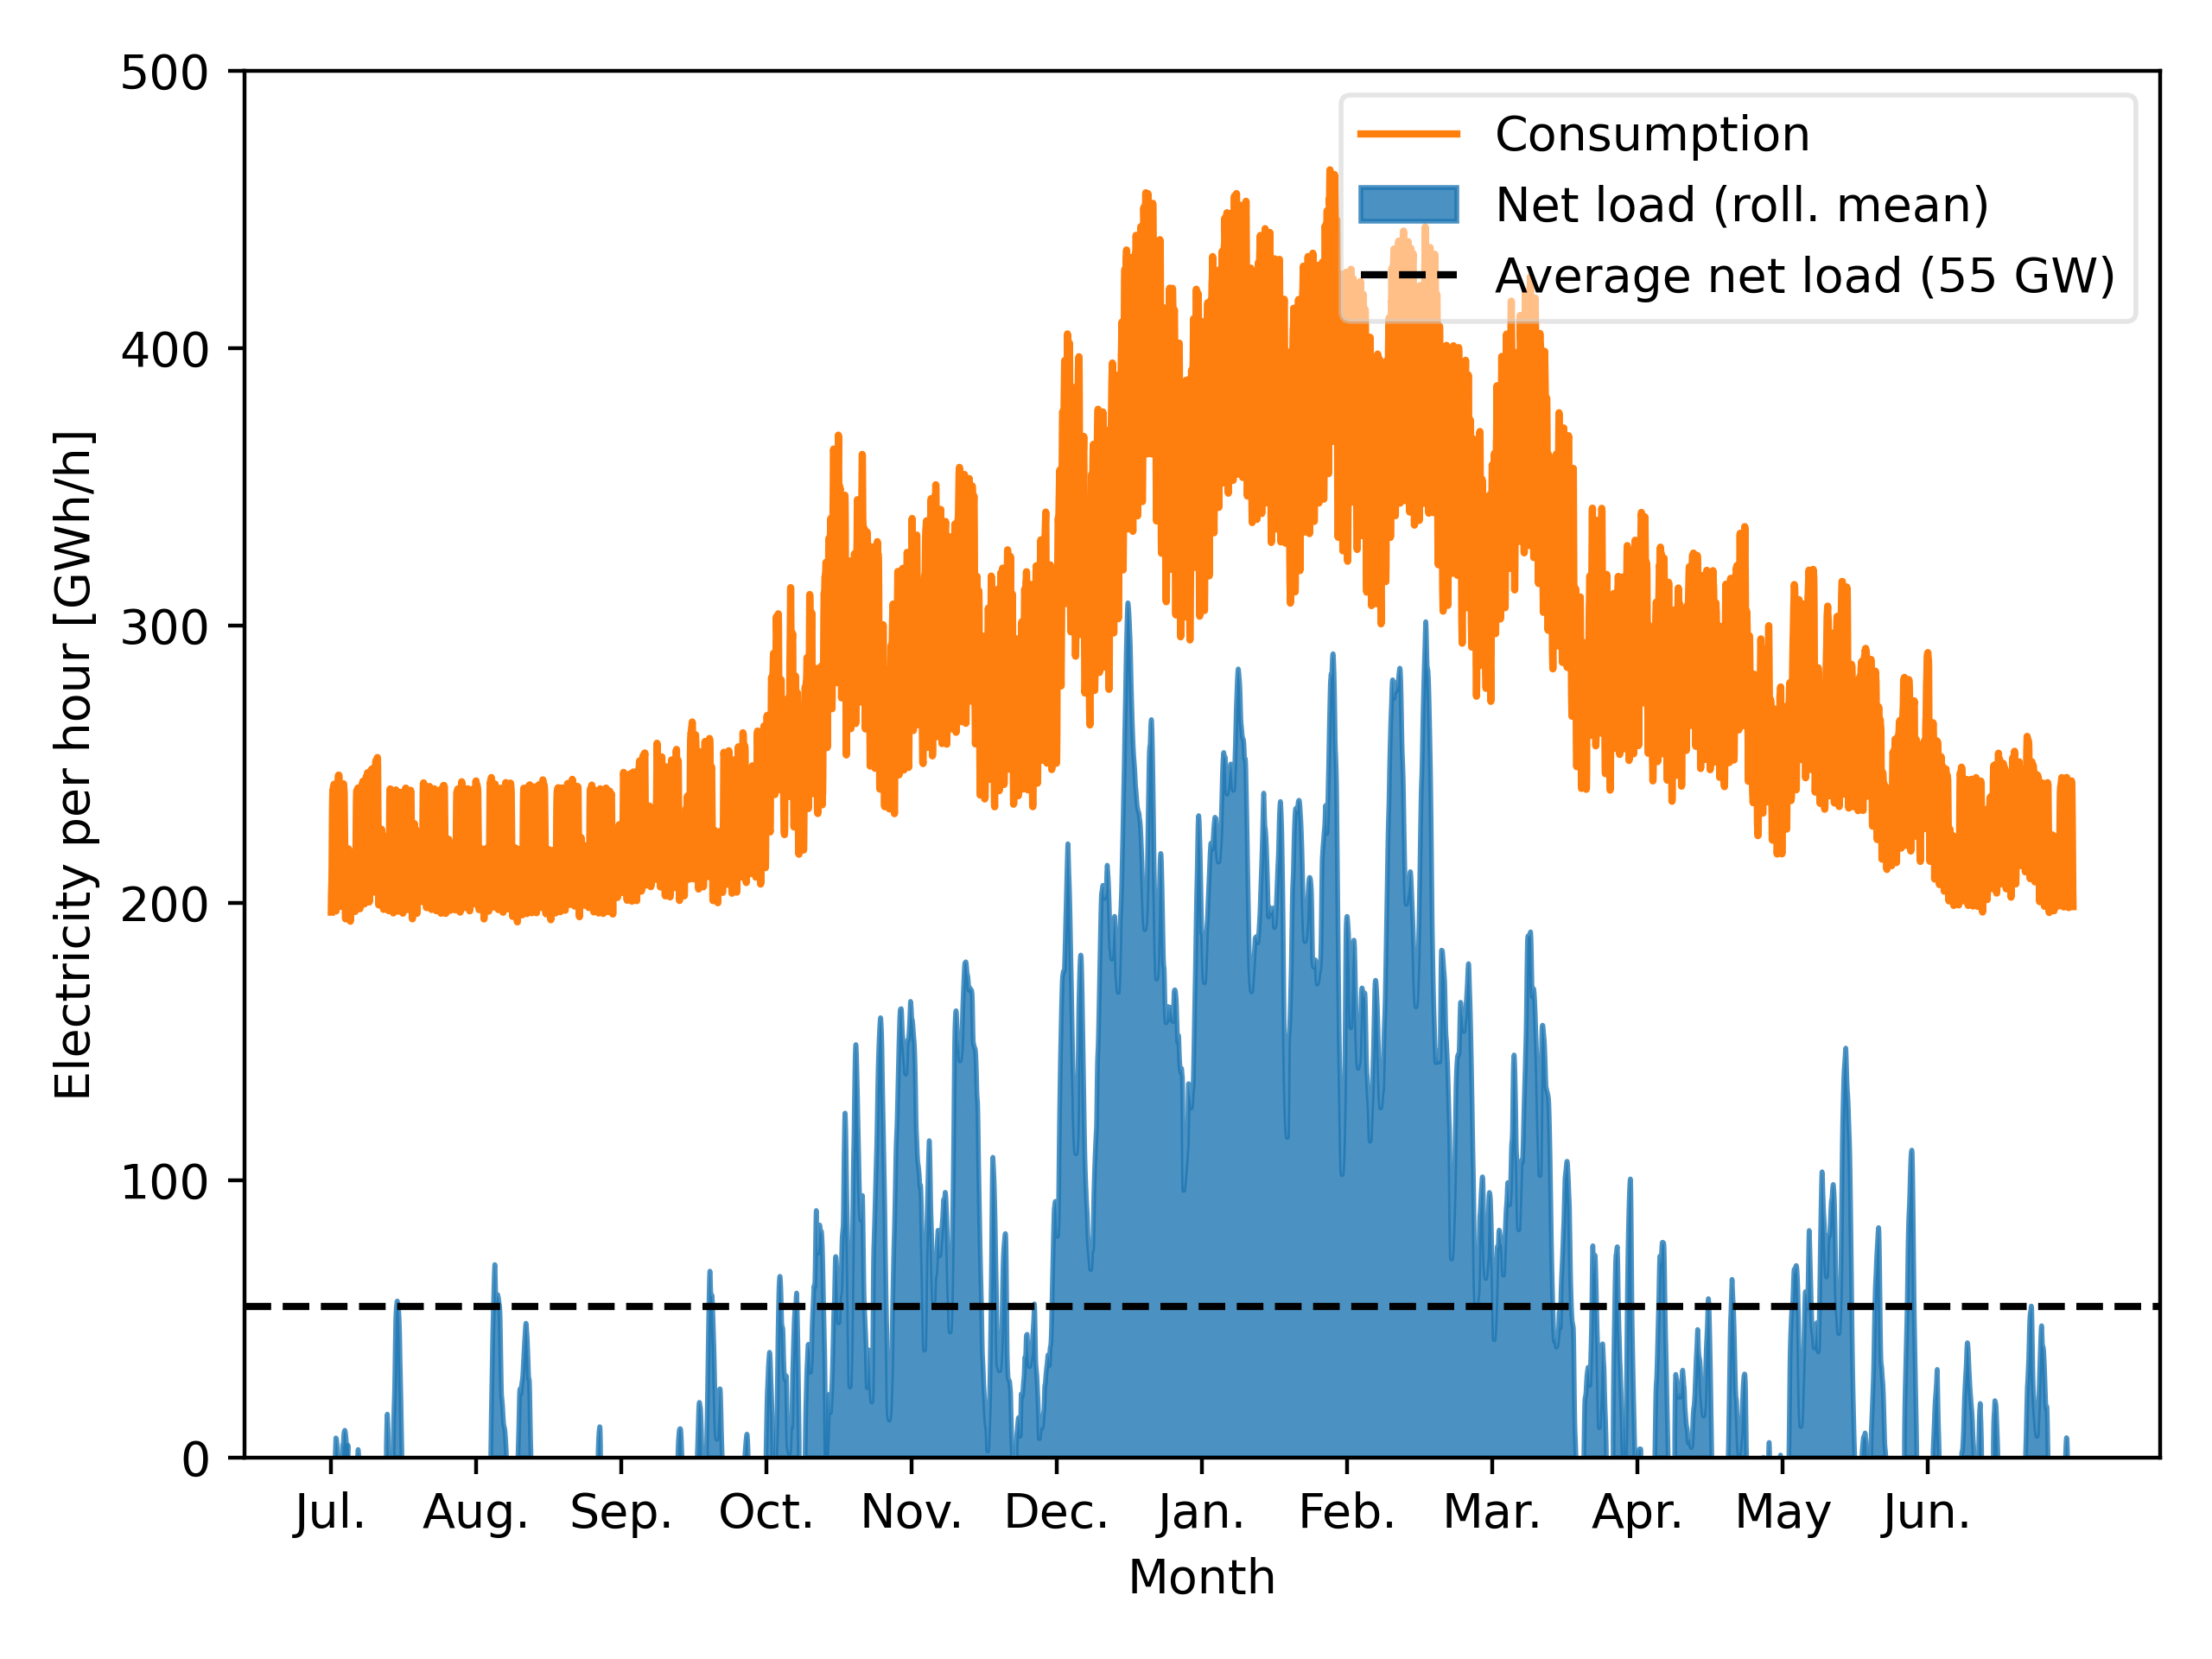 500
400
300
200
100
0
Electricity per hour [GWh/h]
Consumption
Net load (roll. mean)
Average net load (55 GW)
Jul. Aug. Sep. Oct. Nov. Dec. Jan. Feb. Mar. Apr. May Jun.
Month